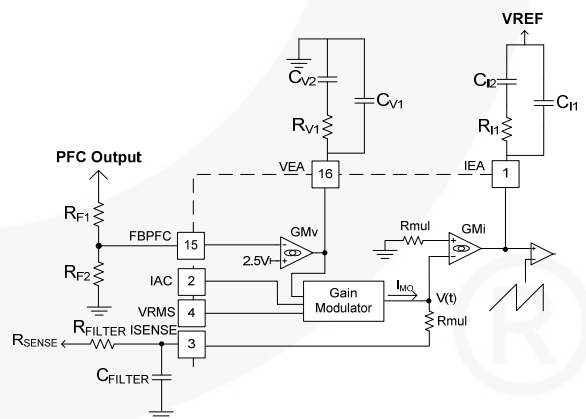 VREF
CV2
CV1
RV1
CI2
CI1
RI1
PFC Output
VEA
16
IEA
1
RF1
FBPFC
15
GMv
2.5V
Rmul
GMi
RF2
IAC
2
VRMS
4
Gain
Modulator
IMO
V(t)
Rmul
RFILTER
ISENSE
3
RSENSE
CFILTER
®